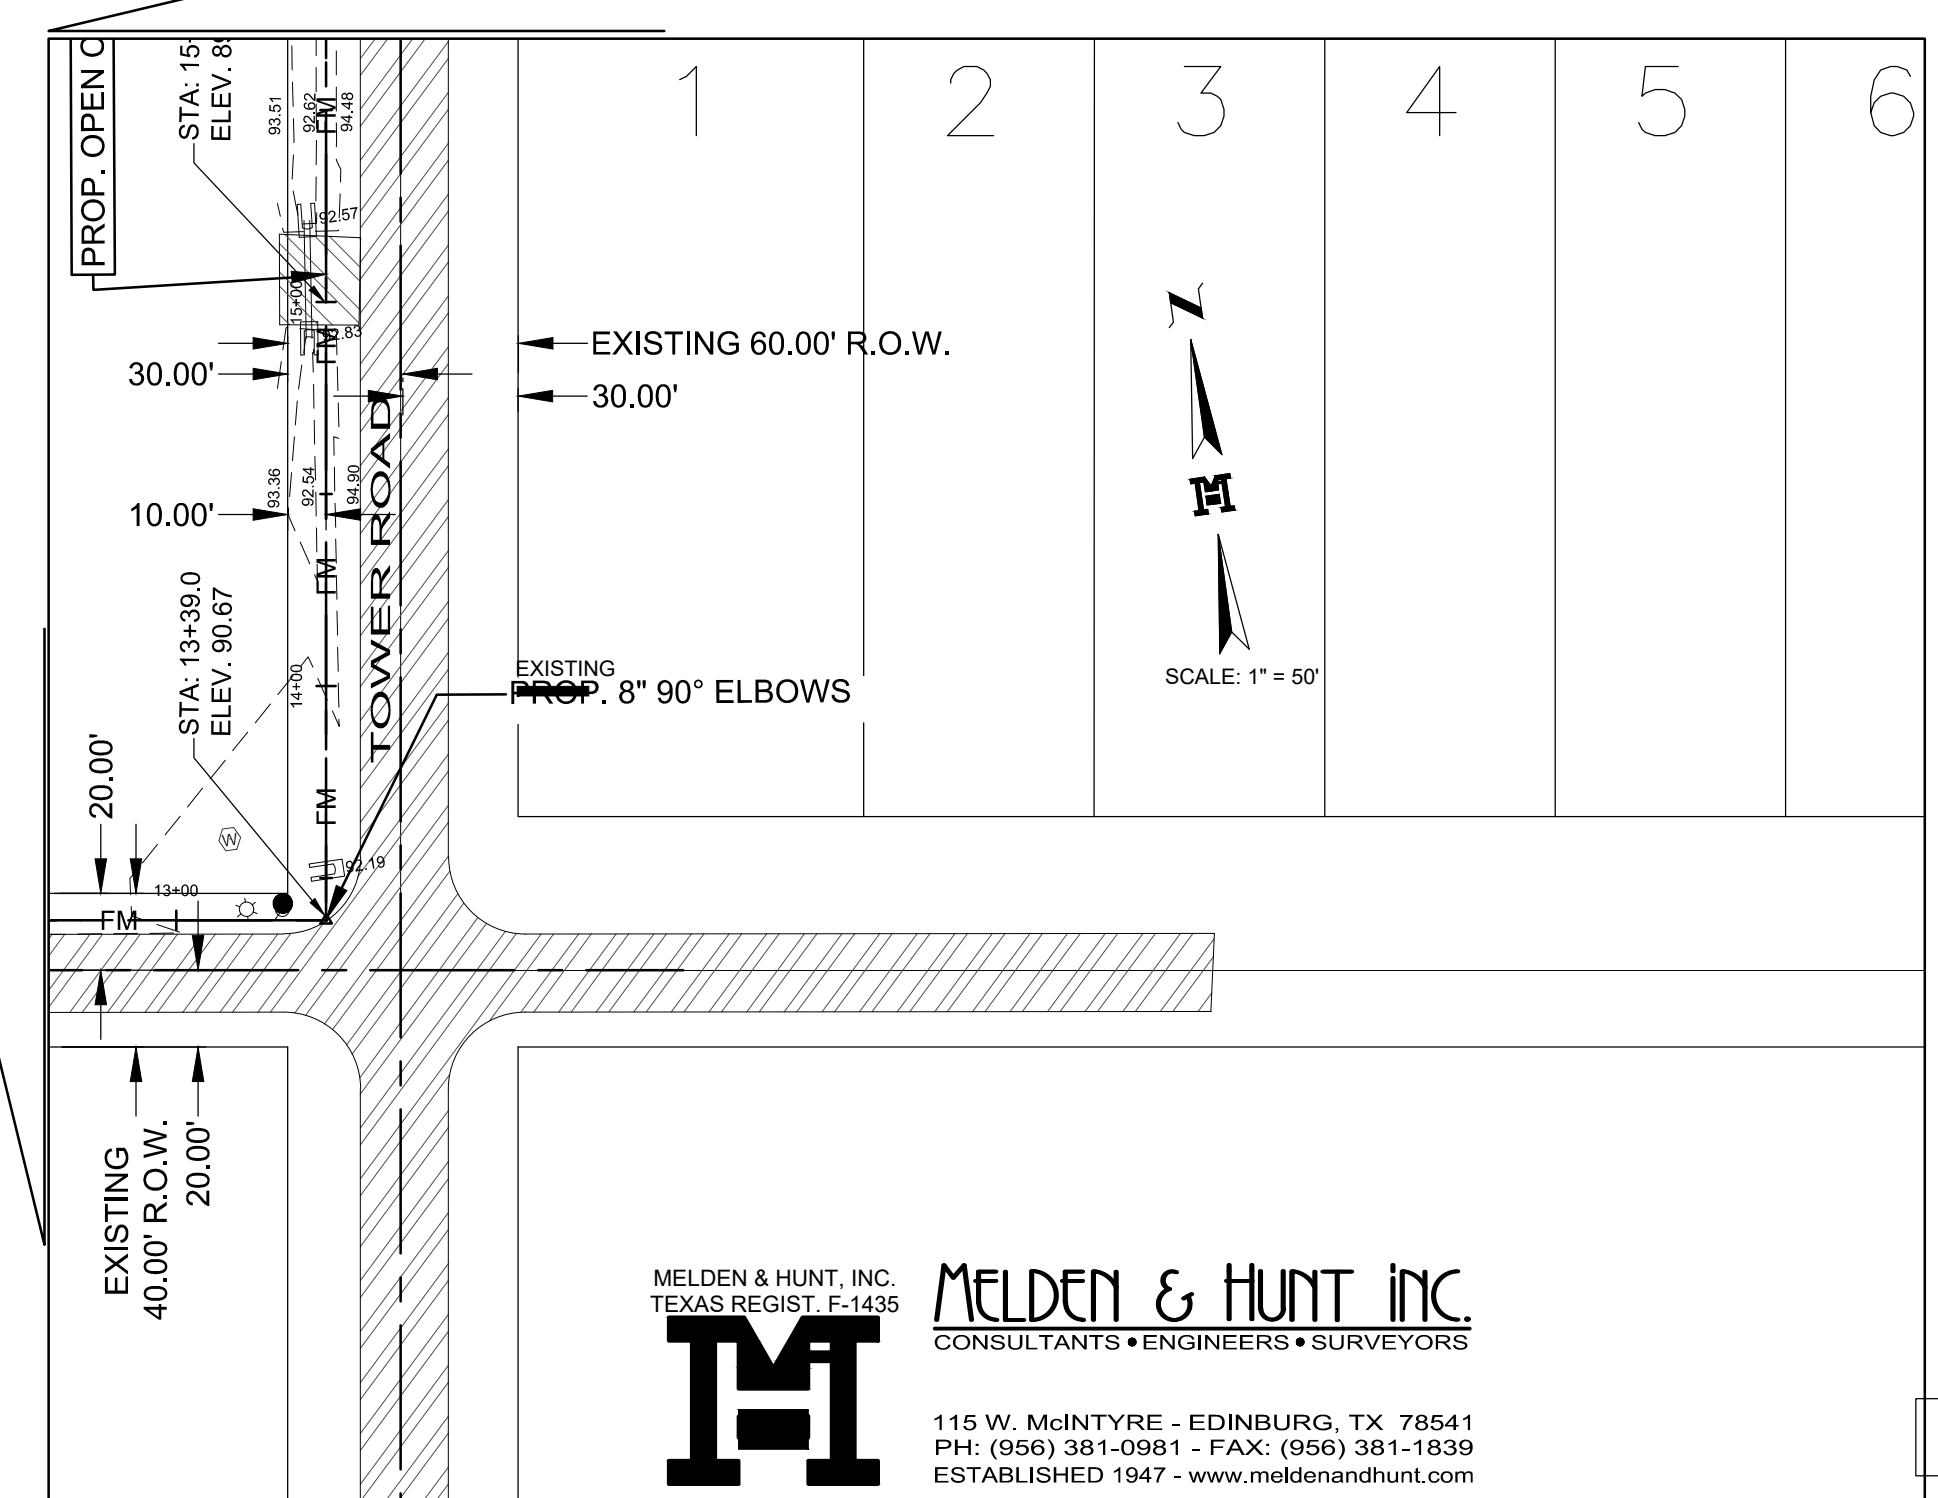 PROP. OPEN C
STA: 15+
ELEV. 89
93.51
92.62
FM
94.48
1
2
3
4
5
6
92.57
15+00
FM
30.00'
EXISTING 60.00' R.O.W.
30.00'
N
93.36
92.54
94.90
10.00'
TOWER ROAD
FM
STA: 13+39.0
ELEV. 90.67
14+00
EXISTING
PROP. 8" 90° ELBOWS
SCALE: 1" = 50'
20.00'
FM
W
92.19
13+00
FM
EXISTING
40.00' R.O.W.
20.00'
MELDEN & HUNT, INC.
TEXAS REGIST. F-1435
MELDEN & HUNT INC.
CONSULTANTS • ENGINEERS • SURVEYORS
115 W. McINTYRE - EDINBURG, TX 78541
PH: (956) 381-0981 - FAX: (956) 381-1839
ESTABLISHED 1947 - www.meldenandhunt.com